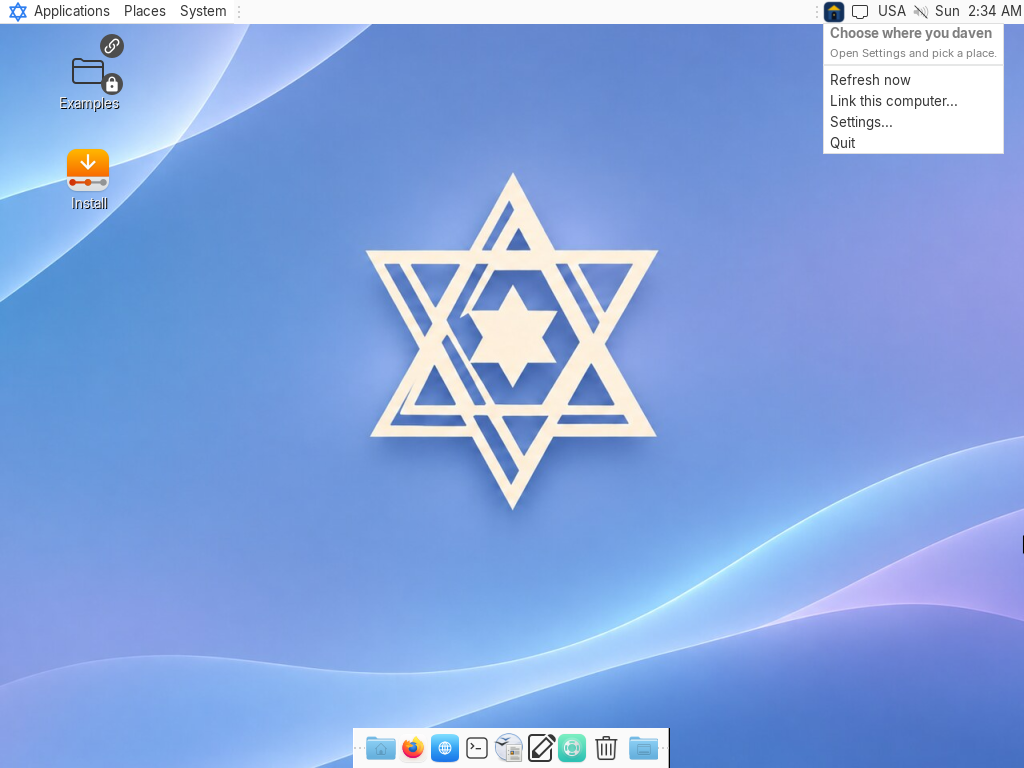 Applications Places System
USA Sun 2:34 AM
Choose where you daven
Open Settings and pick a place.
Refresh now
Link this computer...
Settings...
Quit
Examples
Install